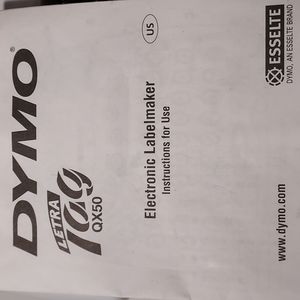 DYMO®
LETRA
Tag
QX50
Electronic Labelmaker
Instructions for Use
US
www.dymo.com
ESSELTE
DYMO, AN ESSELTE BRAND